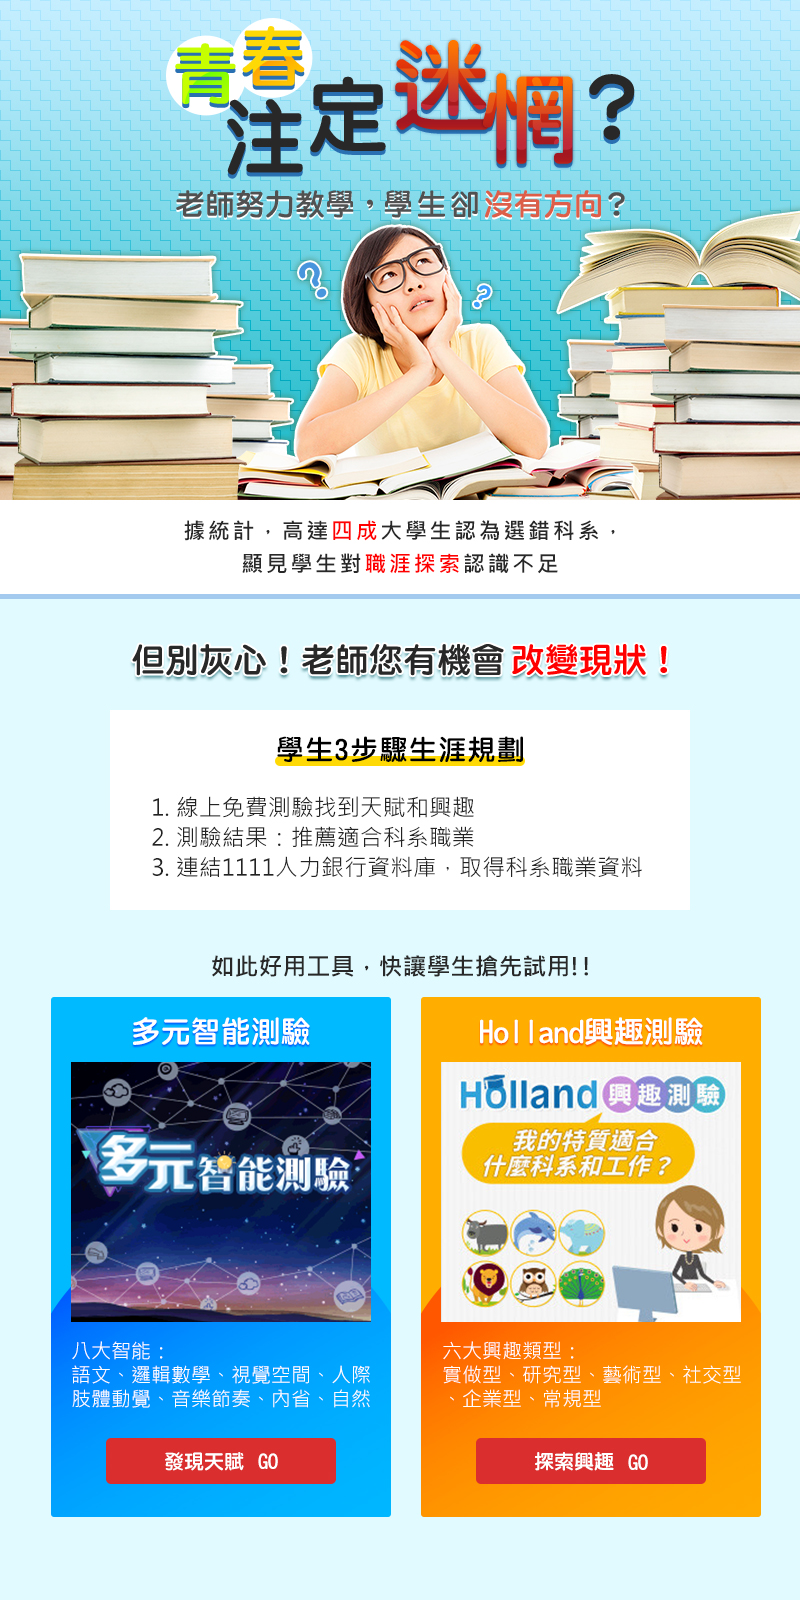 青春
注定迷惘？
老師努力教學，學生卻沒有方向？
據統計，高達四成大學生認為選錯科系，
顯見學生對職涯探索認識不足
但別灰心！老師您有機會改變現狀！
學生3步驟生涯規劃
1. 線上免費測驗找到天賦和興趣
2. 測驗結果：推薦適合科系職業
3. 連結1111人力銀行資料庫，取得科系職業資料
如此好用工具，快讓學生搶先試用!!
多元智能測驗
多元智能測驗
八大智能：
語文、邏輯數學、視覺空間、人際
肢體動覺、音樂節奏、內省、自然
發現天賦 GO
Holland興趣測驗
Holland興趣測驗
我的特質適合
什麼科系和工作？
六大興趣類型：
實做型、研究型、藝術型、社交型
、企業型、常規型
探索興趣 GO